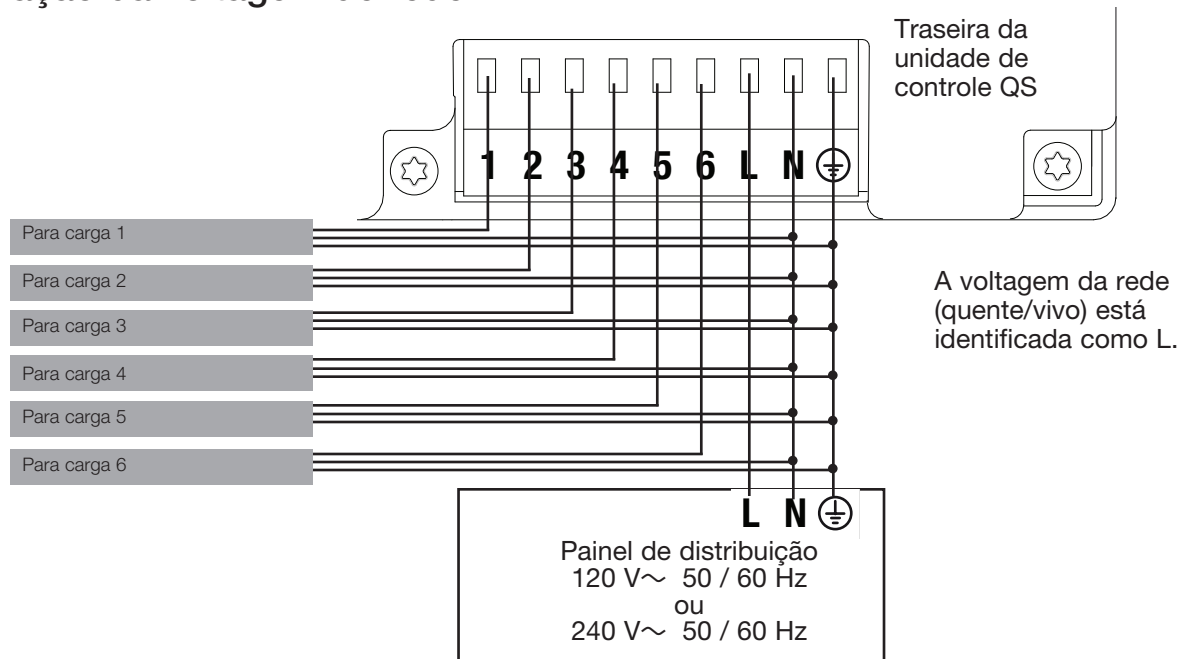 Traseira da
unidade de
controle QS
1 2 3 4 5 6 L N
Para carga 1
Para carga 2
Para carga 3
Para carga 4
Para carga 5
Para carga 6
A voltagem da rede
(quente/vivo) está
identificada como L.
L N
Painel de distribuição
120 V~ 50 / 60 Hz
ou
240 V~ 50 / 60 Hz